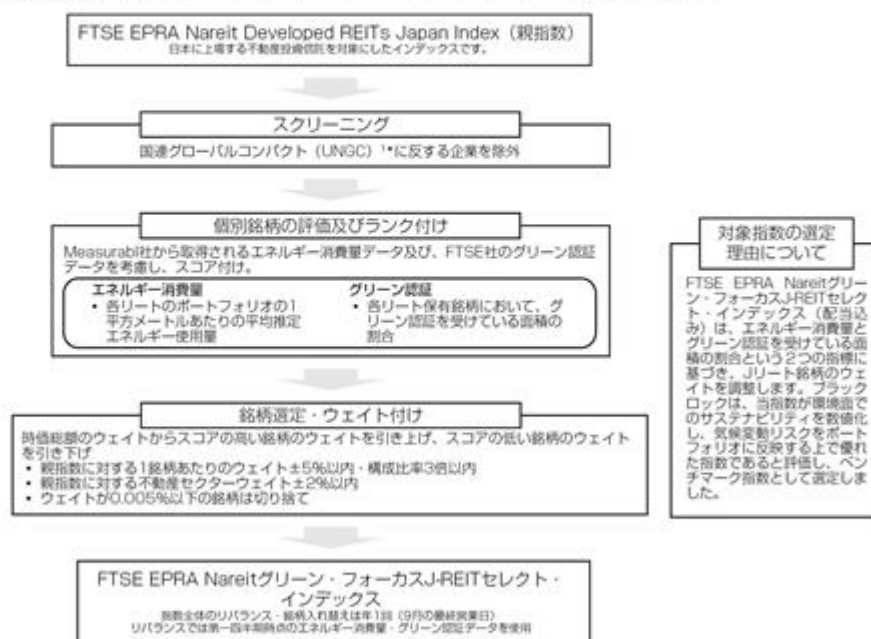 FTSE EPRA Nareit Developed REITs Japan Index（親指数）
日本に上場する不動産投資信託を対象にしたインデックスです。
スクリーニング
国連グローバルコンパクト（UNGC）¹*に反する企業を除外
個別銘柄の評価及びランク付け
Measurabl社から取得されるエネルギー消費量データ及び、FTSE社のグリーン認証
データを考慮し、スコア付け。
エネルギー消費量
• 各リートのポートフォリオの1
平方メートルあたりの平均推定
エネルギー使用量
グリーン認証
• 各リート保有銘柄において、グ
リーン認証を受けている面積の
割合
銘柄選定・ウェイト付け
時価総額のウェイトからスコアの高い銘柄のウェイトを引き上げ、スコアの低い銘柄のウェイト
を引き下げ
• 親指数に対する1銘柄あたりのウェイト±5%以内・構成比率3倍以内
• 親指数に対する不動産セクターウェイト±2%以内
• ウェイトが0.005%以下の銘柄は切り捨て
FTSE EPRA Nareitグリーン・フォーカスJ-REITセレクト・
インデックス
指数全体のリバランス・銘柄入れ替えは年1回（9月の最終営業日）
リバランスでは第一四半期時点のエネルギー消費量・グリーン認証データを使用
対象指数の選定
理由について
FTSE EPRA Nareitグリー
ン・フォーカスJ-REITセレク
ト・インデックス（配当込
み）は、エネルギー消費量と
グリーン認証を受けている面
積の割合という2つの指標に
基づき、Jリート銘柄のウェ
イトを調整します。ブラック
ロックは、当指数が環境面で
のサステナビリティを数値化
し、気候変動リスクをポート
フォリオに反映する上で優れ
た指数であると評価し、ベン
チマーク指数として選定しま
した。